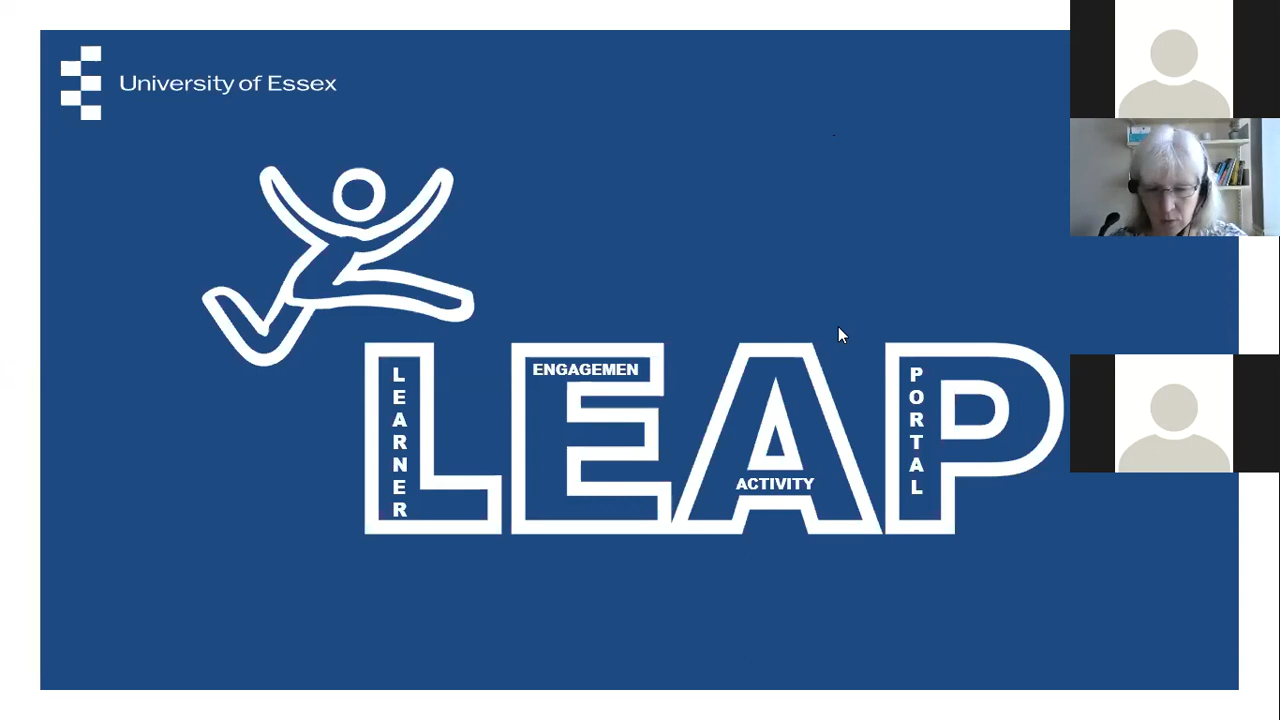 University of Essex
LEAP
LEARNER
ENGAGEMEN
ACTIVITY
PORTAL